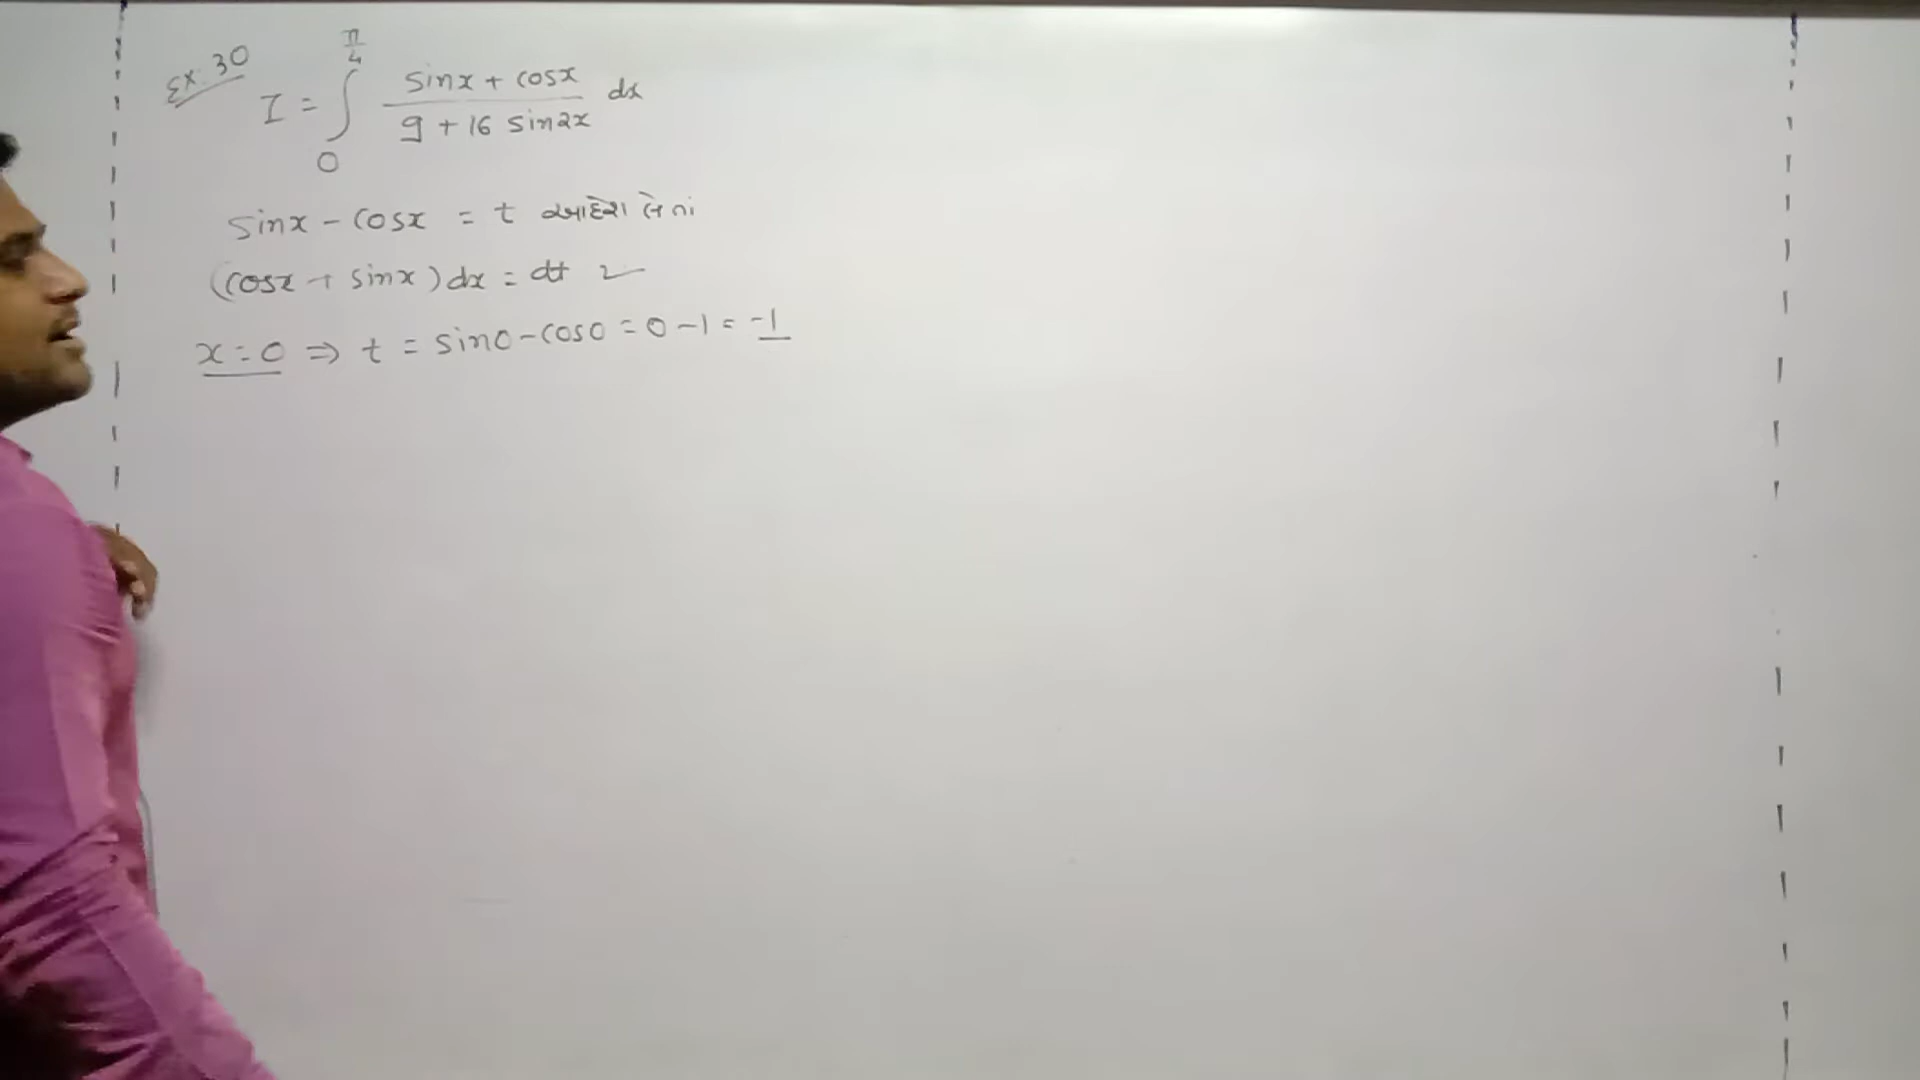 Ex. 30
I = ∫₀^(π/4) (sinx + cosx)/(9 + 16 sin2x) dx
sinx - cosx = t આદેશ લેતાં
(cosx + sinx) dx = dt
x = 0 ⇒ t = sin0 - cos0 = 0 - 1 = -1